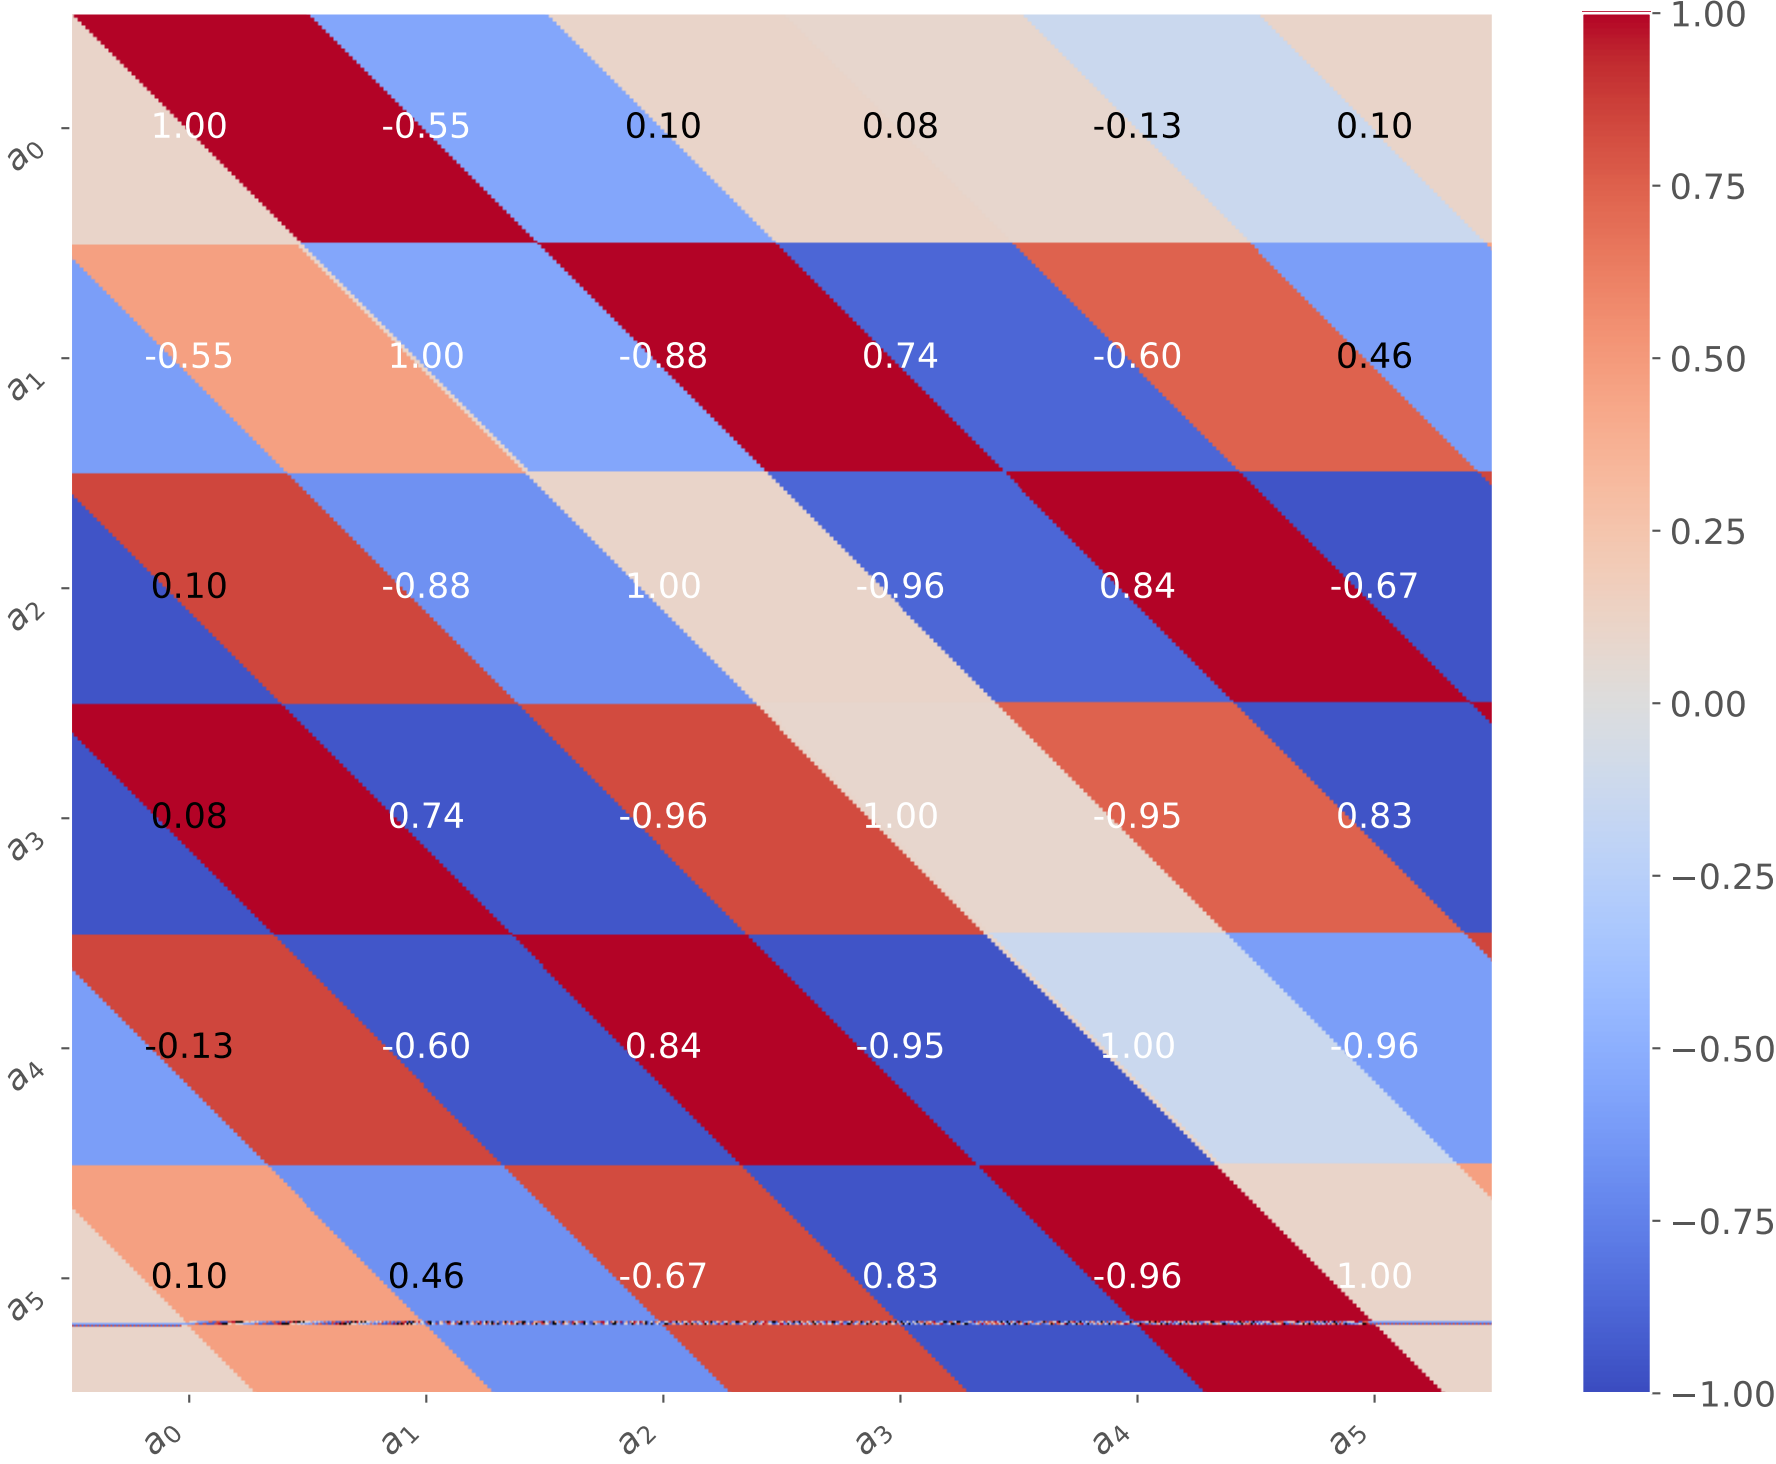 1.00
a₀ 1.00 -0.55 0.10 0.08 -0.13 0.10
0.75
a₁ -0.55 1.00 -0.88 0.74 -0.60 0.46
0.50
0.25
a₂ 0.10 -0.88 1.00 -0.96 0.84 -0.67
0.00
a₃ 0.08 0.74 -0.96 1.00 -0.95 0.83
−0.25
a₄ -0.13 -0.60 0.84 -0.95 1.00 -0.96
−0.50
−0.75
a₅ 0.10 0.46 -0.67 0.83 -0.96 1.00
−1.00
a₀ a₁ a₂ a₃ a₄ a₅